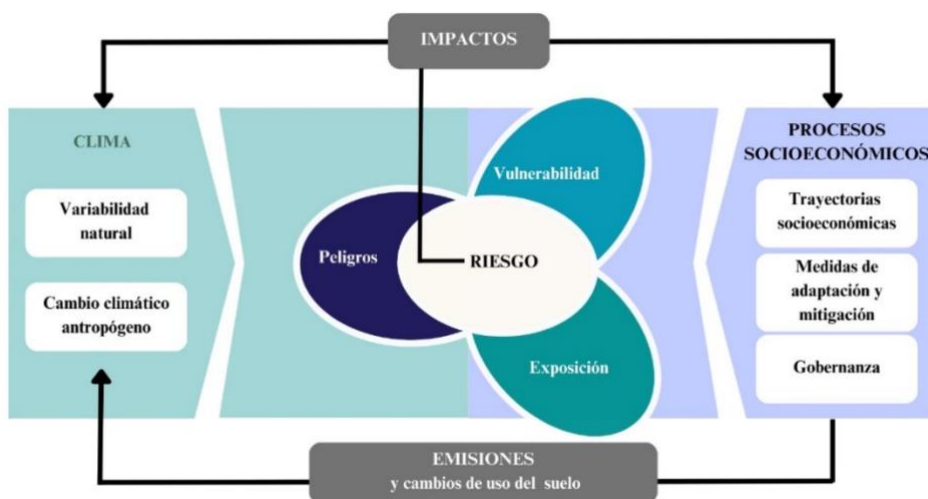 IMPACTOS
CLIMA
Variabilidad
natural
Cambio climático
antropógeno
Peligros
Vulnerabilidad
RIESGO
Exposición
PROCESOS
SOCIOECONÓMICOS
Trayectorias
socioeconómicas
Medidas de
adaptación y
mitigación
Gobernanza
EMISIONES
y cambios de uso del suelo